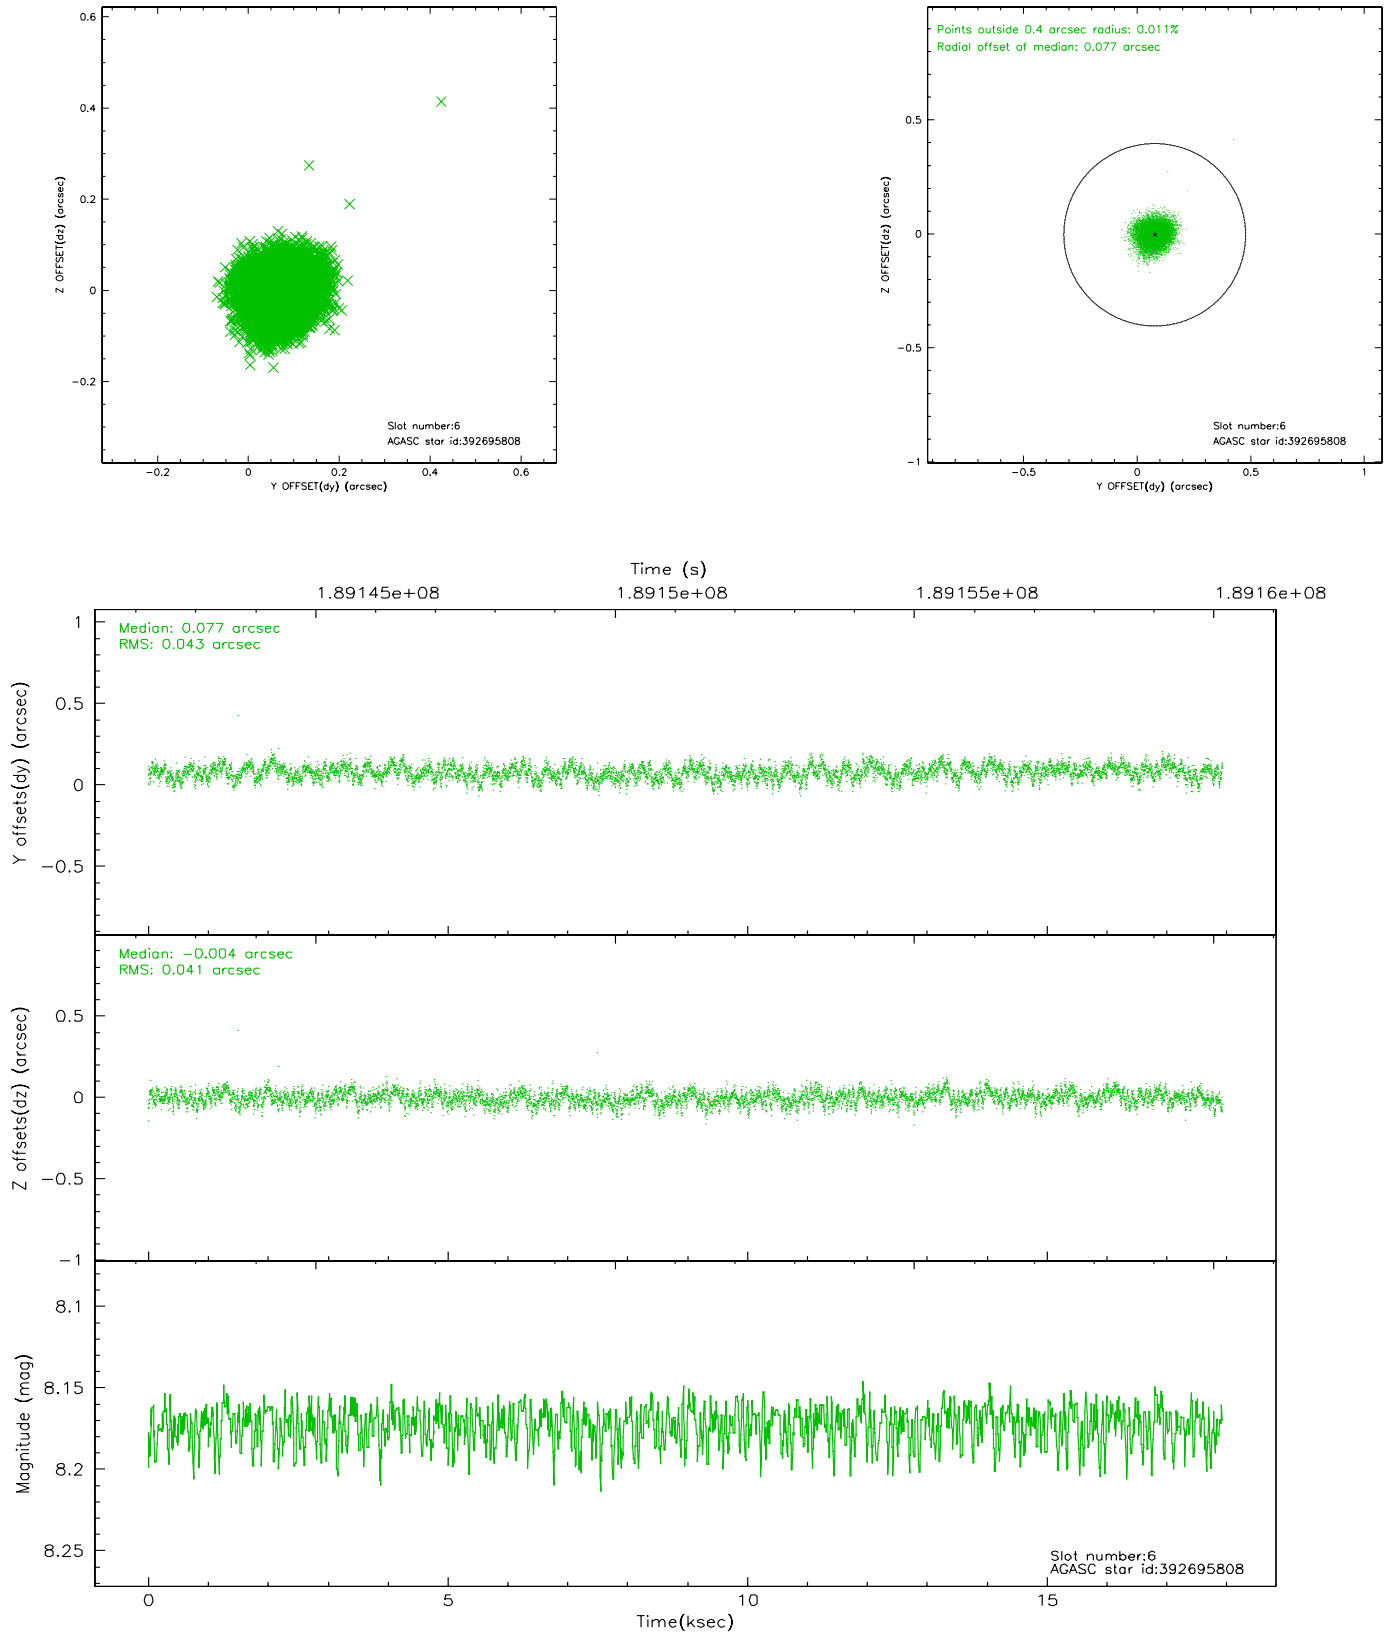 0.6
0.4
0.2
0
−0.2
Z OFFSET(dz) (arcsec)
Slot number:6
AGASC star id:392695808
−0.2 0 0.2 0.4 0.6
Y OFFSET(dy) (arcsec)
Points outside 0.4 arcsec radius: 0.011%
Radial offset of median: 0.077 arcsec
0.5
0
−0.5
−1
Z OFFSET(dz) (arcsec)
Slot number:6
AGASC star id:392695808
−0.5 0 0.5 1
Y OFFSET(dy) (arcsec)
Time (s)
1.89145e+08 1.8915e+08 1.89155e+08 1.8916e+08
Median: 0.077 arcsec
RMS: 0.043 arcsec
1
0.5
0
−0.5
Y offsets(dy) (arcsec)
Median: −0.004 arcsec
RMS: 0.041 arcsec
0.5
0
−0.5
−1
Z offsets(dz) (arcsec)
8.1
8.15
8.2
8.25
Magnitude (mag)
Slot number:6
AGASC star id:392695808
0 5 10 15
Time(ksec)